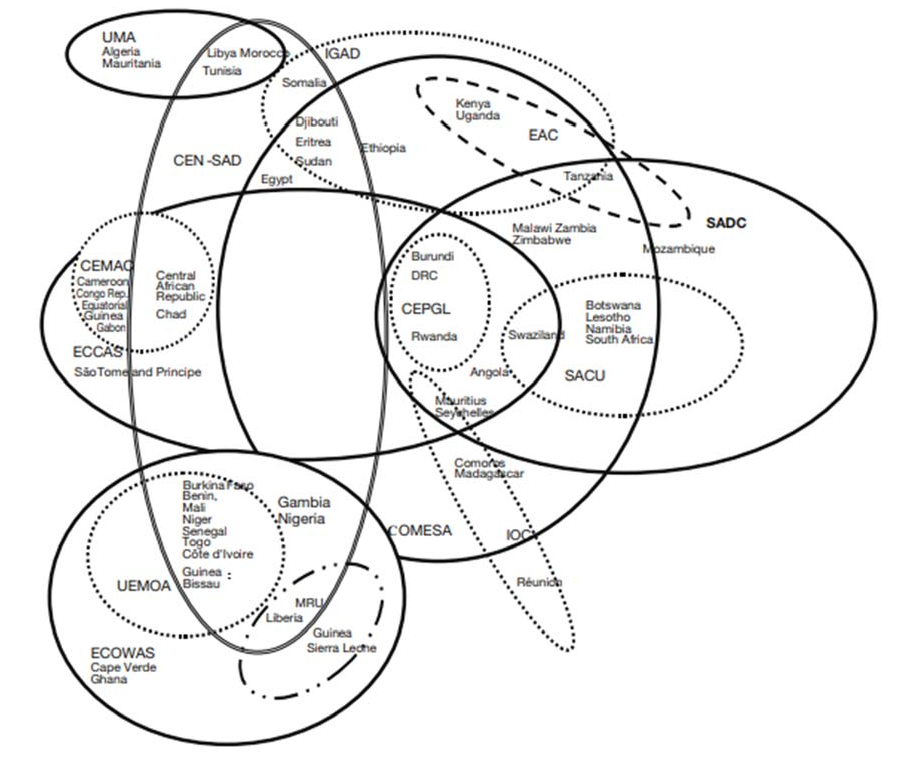 UMA
Algeria
Mauritania
Libya Morocco
Tunisia
IGAD
Somalia
Djibouti
Eritrea
Sudan
Ethiopia
Egypt
CEN -SAD
Kenya
Uganda
EAC
Tanzania
SADC
Malawi Zambia
Zimbabwe
Mozambique
CEMAC
Cameroon
Congo Rep.
Equatorial
Guinea
Gabon
Central
African
Republic
Chad
ECCAS
São Tome and Principe
Burundi
DRC
CEPGL
Rwanda
Angola
Swaziland
Botswana
Lesotho
Namibia
South Africa
SACU
Mauritius
Seychelles
Comoros
Madagascar
COMESA
IOC
Réunion
Burkina Faso
Benin,
Mali
Niger
Senegal
Togo
Côte d'Ivoire
Guinea :
Bissau
Gambia
Nigeria
UEMOA
MRU
Liberia
Guinea
Sierra Leone
ECOWAS
Cape Verde
Ghana